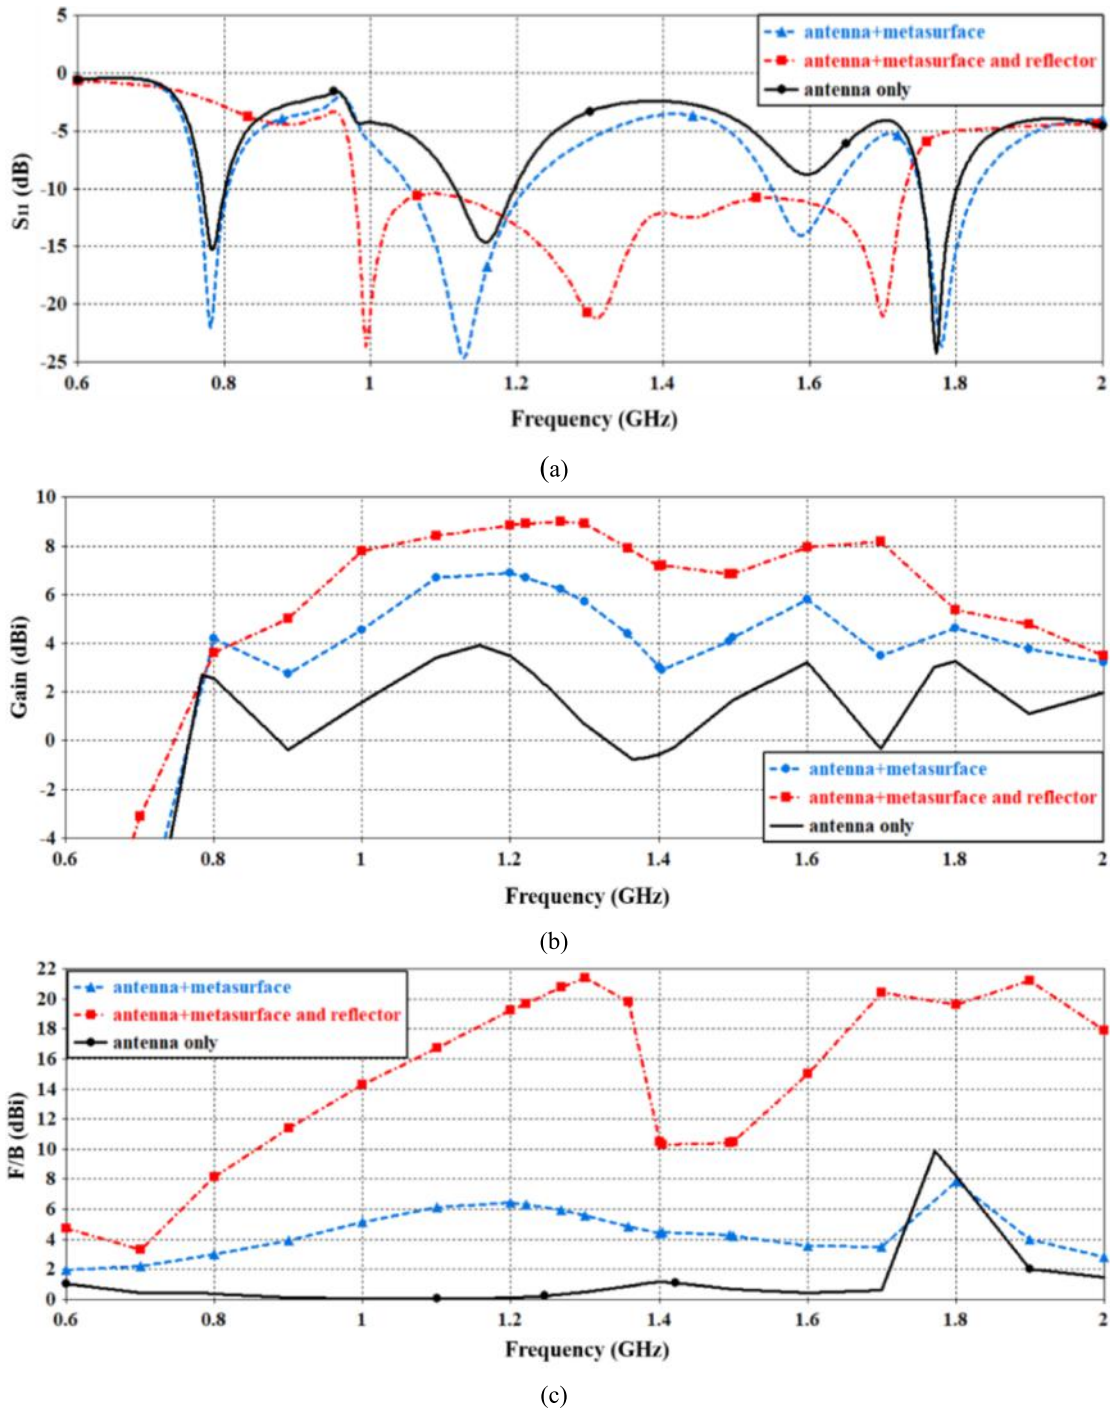 5
0
-5
-10
-15
-20
-25
S11 (dB)
antenna+metasurface
antenna+metasurface and reflector
antenna only
0.6 0.8 1 1.2 1.4 1.6 1.8 2
Frequency (GHz)
(a)
10
8
6
4
2
0
-2
-4
Gain (dBi)
antenna+metasurface
antenna+metasurface and reflector
antenna only
0.6 0.8 1 1.2 1.4 1.6 1.8 2
Frequency (GHz)
(b)
22
20
18
16
14
12
10
8
6
4
2
0
F/B (dBi)
antenna+metasurface
antenna+metasurface and reflector
antenna only
0.6 0.8 1 1.2 1.4 1.6 1.8 2
Frequency (GHz)
(c)